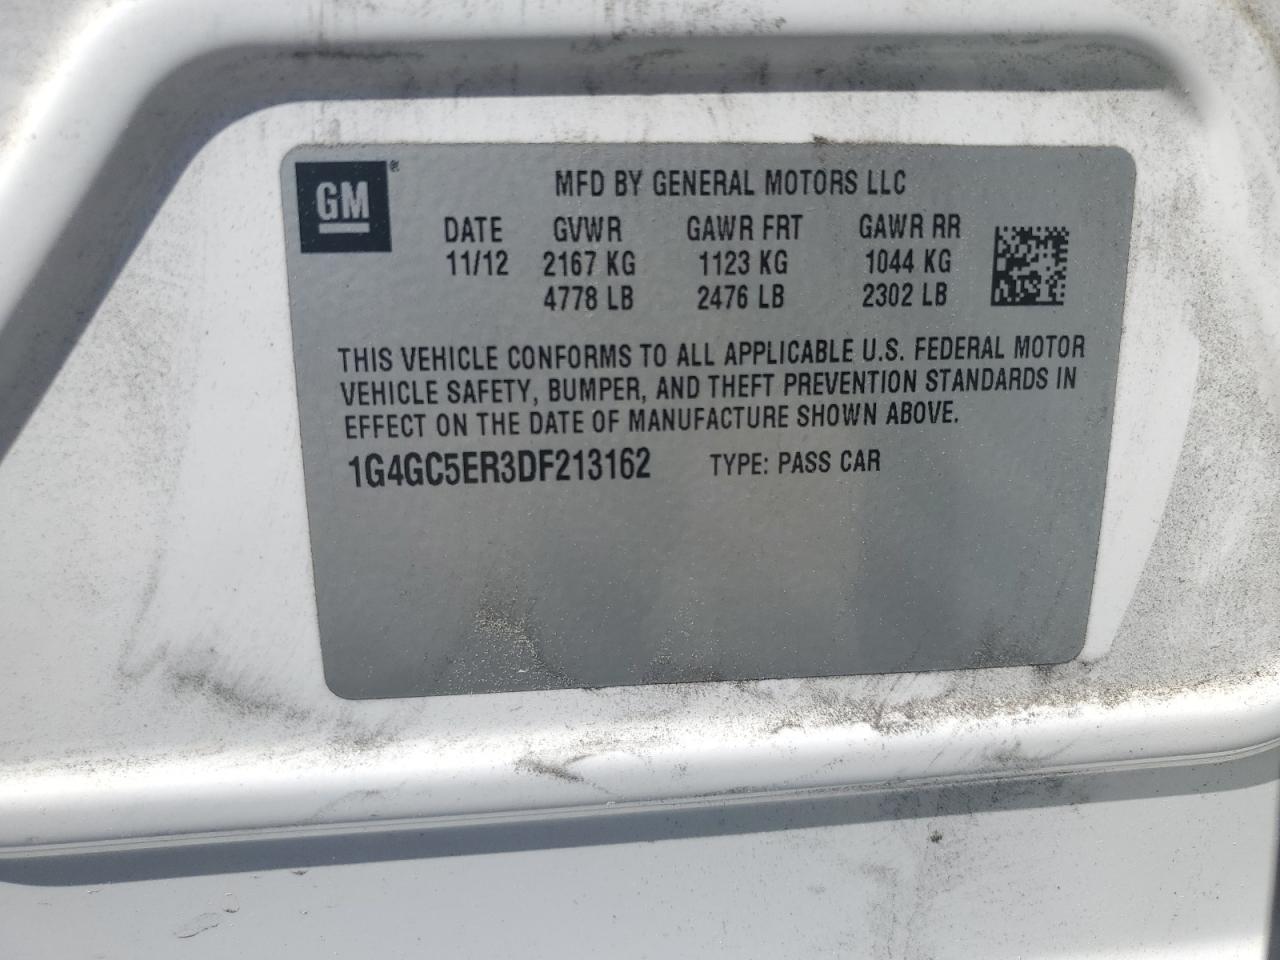 GM®
MFD BY GENERAL MOTORS LLC
DATE GVWR GAWR FRT GAWR RR
11/12 2167 KG 1123 KG 1044 KG
4778 LB 2476 LB 2302 LB
THIS VEHICLE CONFORMS TO ALL APPLICABLE U.S. FEDERAL MOTOR
VEHICLE SAFETY, BUMPER, AND THEFT PREVENTION STANDARDS IN
EFFECT ON THE DATE OF MANUFACTURE SHOWN ABOVE.
1G4GC5ER3DF213162 TYPE: PASS CAR